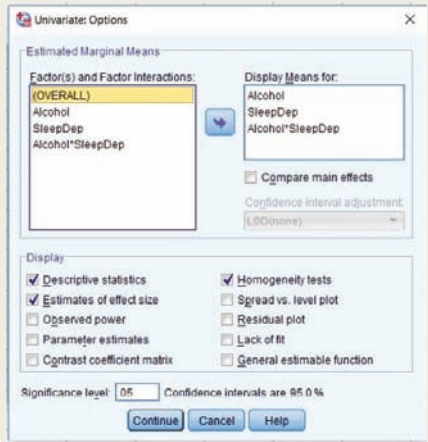 Univariate: Options
Estimated Marginal Means
Factor(s) and Factor Interactions:
(OVERALL)
Alcohol
SleepDep
Alcohol*SleepDep
Display Means for:
Alcohol
SleepDep
Alcohol*SleepDep
Compare main effects
Confidence interval adjustment:
LSD(none)
Display
Descriptive statistics
Homogeneity tests
Estimates of effect size
Spread vs. level plot
Observed power
Residual plot
Parameter estimates
Lack of fit
Contrast coefficient matrix
General estimable function
Significance level: .05 Confidence intervals are 95.0 %
Continue Cancel Help